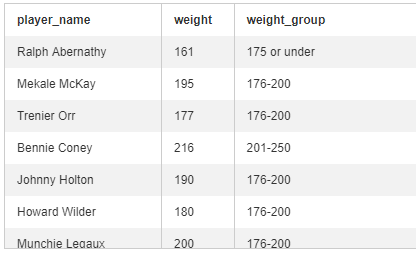 player_name weight weight_group
Ralph Abernathy 161 175 or under
Mekale McKay 195 176-200
Trenier Orr 177 176-200
Bennie Coney 216 201-250
Johnny Holton 190 176-200
Howard Wilder 180 176-200
Munchie Legaux 200 176-200